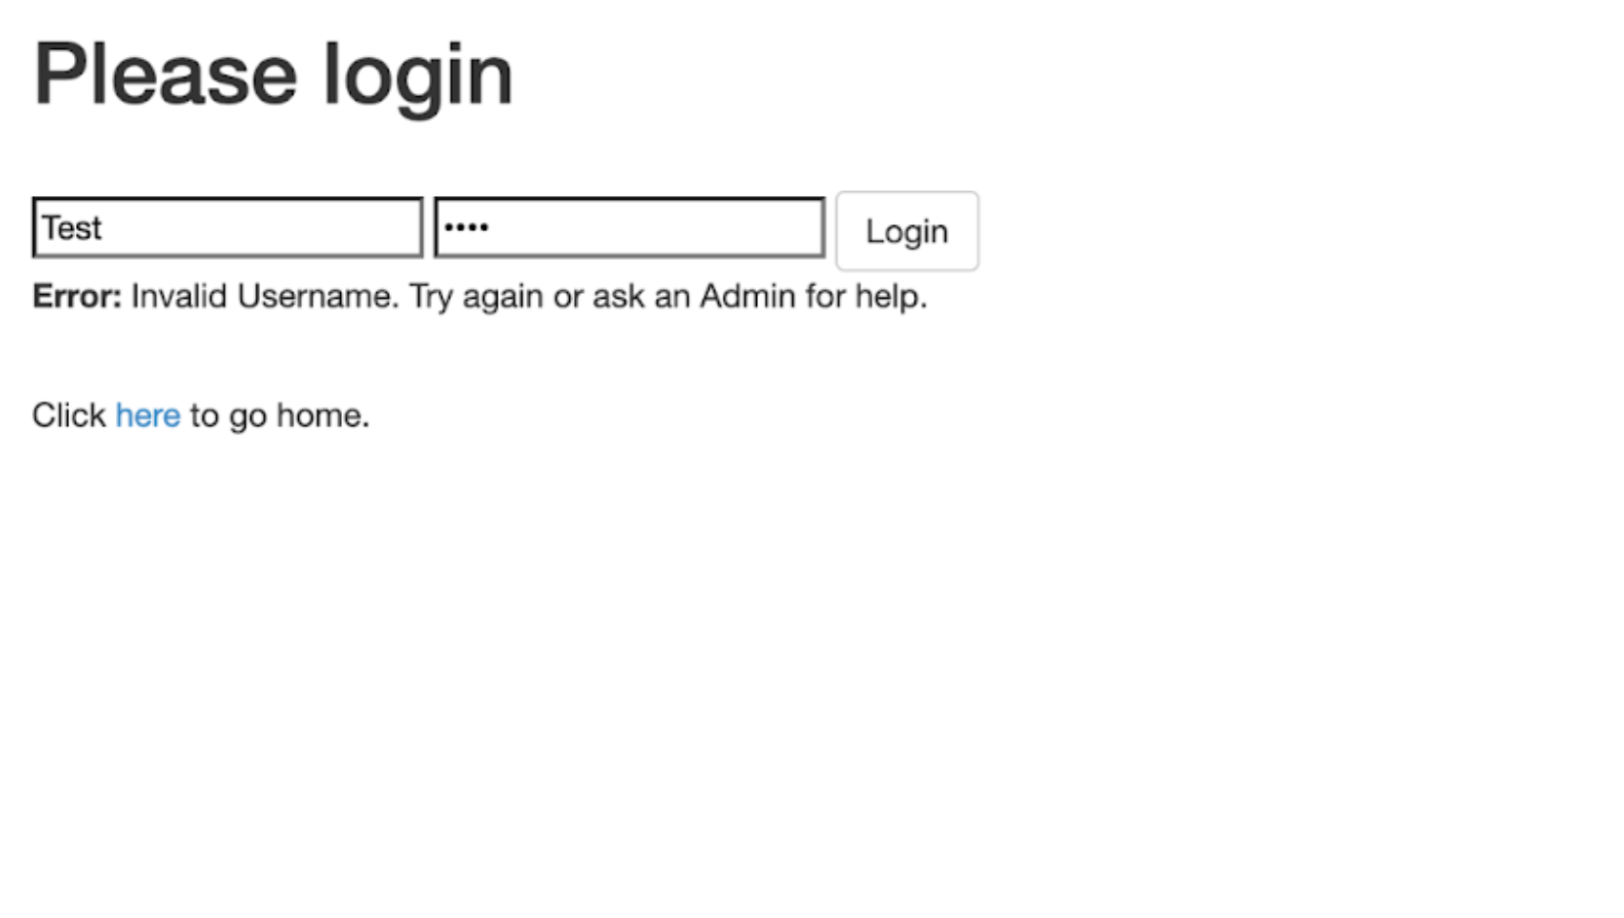 Please login
Test •••• Login
Error: Invalid Username. Try again or ask an Admin for help.
Click here to go home.